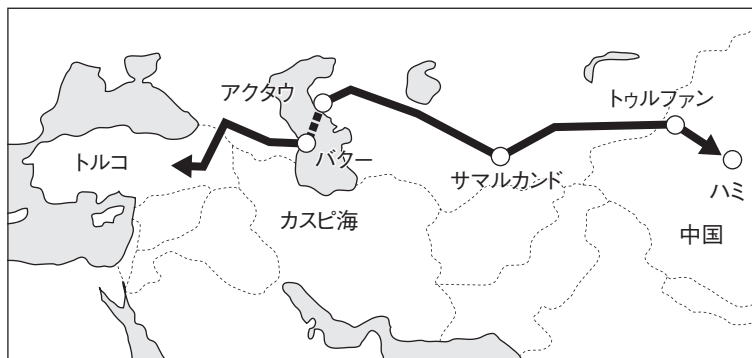 アクタウ
トゥルファン
トルコ
バクー
サマルカンド
ハミ
カスピ海
中国